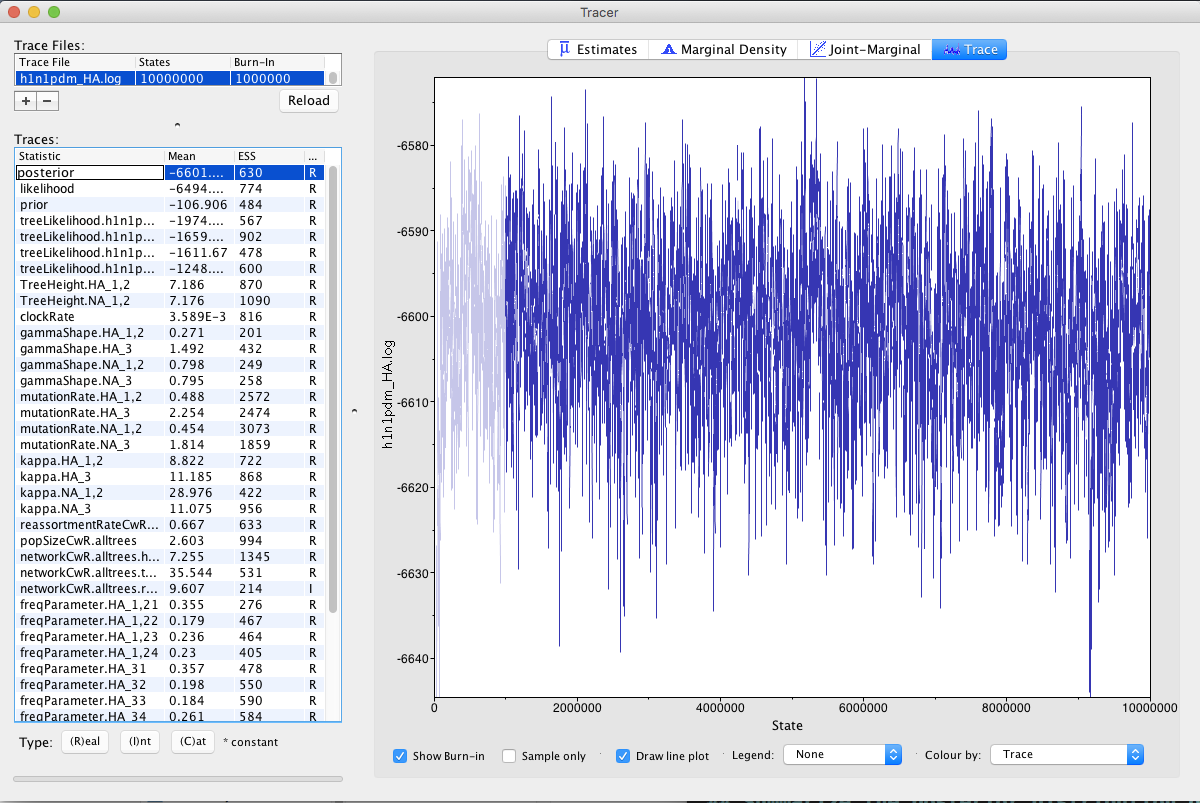 Tracer
Trace Files:
Trace File States Burn-In
h1n1pdm_HA.log 10000000 1000000
+ − Reload
Traces:
Statistic Mean ESS ...
posterior -6601.... 630 R
likelihood -6494.... 774 R
prior -106.906 484 R
treeLikelihood.h1n1p... -1974.... 567 R
treeLikelihood.h1n1p... -1659.... 902 R
treeLikelihood.h1n1p... -1611.67 478 R
treeLikelihood.h1n1p... -1248.... 600 R
TreeHeight.HA_1,2 7.186 870 R
TreeHeight.NA_1,2 7.176 1090 R
clockRate 3.589E-3 816 R
gammaShape.HA_1,2 0.271 201 R
gammaShape.HA_3 1.492 432 R
gammaShape.NA_1,2 0.798 249 R
gammaShape.NA_3 0.795 258 R
mutationRate.HA_1,2 0.488 2572 R
mutationRate.HA_3 2.254 2474 R
mutationRate.NA_1,2 0.454 3073 R
mutationRate.NA_3 1.814 1859 R
kappa.HA_1,2 8.822 722 R
kappa.HA_3 11.185 868 R
kappa.NA_1,2 28.976 422 R
kappa.NA_3 11.075 956 R
reassortmentRateCwR... 0.667 633 R
popSizeCwR.alltrees 2.603 994 R
networkCwR.alltrees.h... 7.255 1345 R
networkCwR.alltrees.t... 35.544 531 R
networkCwR.alltrees.r... 9.607 214 I
freqParameter.HA_1,21 0.355 276 R
freqParameter.HA_1,22 0.179 467 R
freqParameter.HA_1,23 0.236 464 R
freqParameter.HA_1,24 0.23 405 R
freqParameter.HA_31 0.357 478 R
freqParameter.HA_32 0.198 550 R
freqParameter.HA_33 0.184 590 R
freqParameter.HA_34 0.261 584 R
Type: (R)eal (I)nt (C)at * constant
μ Estimates Marginal Density Joint-Marginal Trace
-6580
-6590
-6600
-6610
-6620
-6630
-6640
h1n1pdm_HA.log
0 2000000 4000000 6000000 8000000 10000000
State
Show Burn-in Sample only Draw line plot Legend: None Colour by: Trace